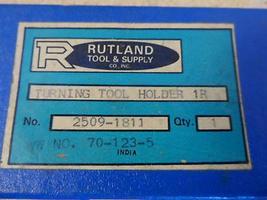 R RUTLAND
TOOL & SUPPLY
CO., INC.
TURNING TOOL HOLDER 1R
No. 2509-1811 Qty. 1
NO. 70-123-5
INDIA